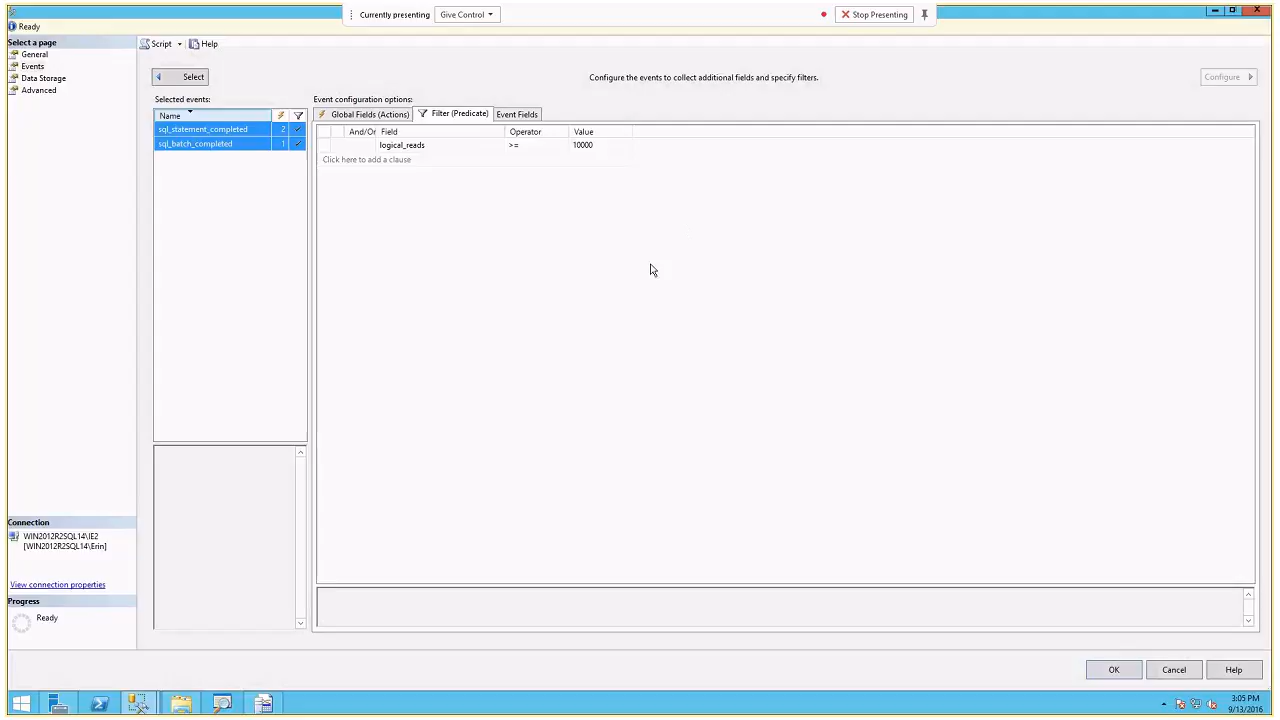 Currently presenting
Give Control
Stop Presenting
Ready
Select a page
General
Events
Data Storage
Advanced
Script
Help
Select
Configure the events to collect additional fields and specify filters.
Configure
Selected events:
Event configuration options:
Name
sql_statement_completed 2
sql_batch_completed 1
Global Fields (Actions)
Filter (Predicate)
Event Fields
And/Or Field Operator Value
logical_reads >= 10000
Click here to add a clause
Connection
WIN2012R2SQL14\IE2
[WIN2012R2SQL14\Erin]
View connection properties
Progress
Ready
OK
Cancel
Help
3:05 PM
9/13/2016